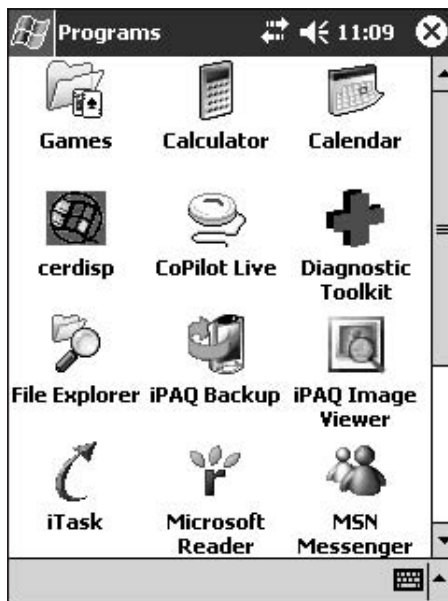 Programs 11:09
Games Calculator Calendar
cerdisp CoPilot Live Diagnostic Toolkit
File Explorer iPAQ Backup iPAQ Image Viewer
iTask Microsoft Reader MSN Messenger